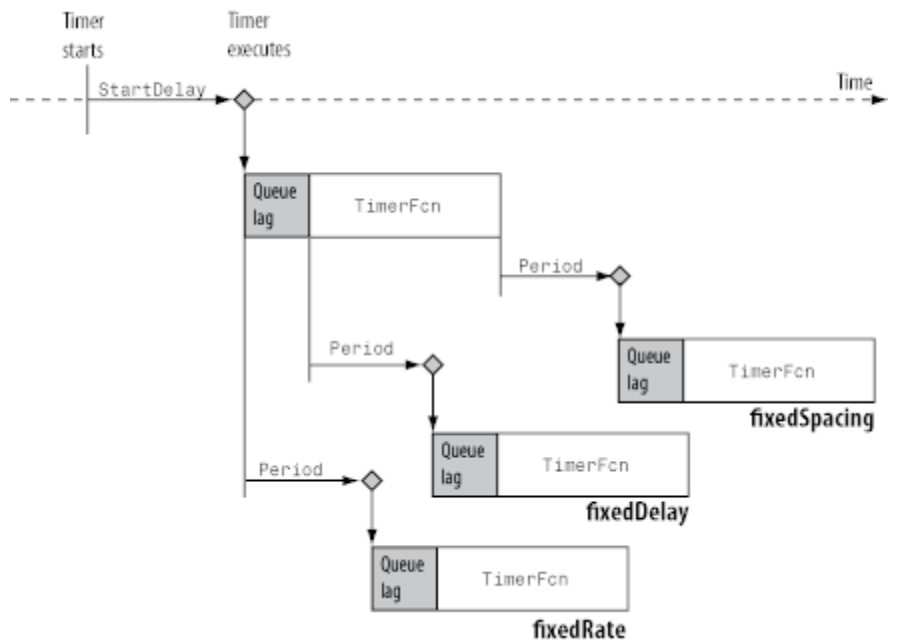 Timer
starts
Timer
executes
StartDelay
Time
Queue
lag
TimerFcn
Period
Queue
lag
TimerFcn
fixedSpacing
Period
Queue
lag
TimerFcn
fixedDelay
Period
Queue
lag
TimerFcn
fixedRate